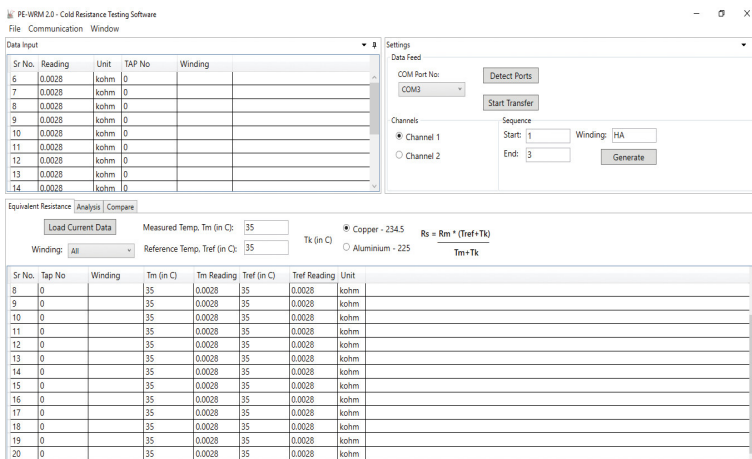 PE-WRM 2.0 - Cold Resistance Testing Software
File Communication Window
Data Input
Sr No. Reading Unit TAP No Winding
6 0.0028 kohm 0
7 0.0028 kohm 0
8 0.0028 kohm 0
9 0.0028 kohm 0
10 0.0028 kohm 0
11 0.0028 kohm 0
12 0.0028 kohm 0
13 0.0028 kohm 0
14 0.0028 kohm 0
Settings
Data Feed
COM Port No: Detect Ports
COM3
Start Transfer
Channels
Channel 1
Channel 2
Sequence
Start: 1 Winding: HA
End: 3 Generate
Equivalent Resistance Analysis Compare
Load Current Data Measured Temp, Tm (in C): 35
Winding: All Reference Temp, Tref (in C): 35
Tk (in C) Copper - 234.5
Aluminium - 225
Rs = Rm * (Tref+Tk)
Tm+Tk
Sr No. Tap No Winding Tm (in C) Tm Reading Tref (in C) Tref Reading Unit
8 0 35 0.0028 35 0.0028 kohm
9 0 35 0.0028 35 0.0028 kohm
10 0 35 0.0028 35 0.0028 kohm
11 0 35 0.0028 35 0.0028 kohm
12 0 35 0.0028 35 0.0028 kohm
13 0 35 0.0028 35 0.0028 kohm
14 0 35 0.0028 35 0.0028 kohm
15 0 35 0.0028 35 0.0028 kohm
16 0 35 0.0028 35 0.0028 kohm
17 0 35 0.0028 35 0.0028 kohm
18 0 35 0.0028 35 0.0028 kohm
19 0 35 0.0028 35 0.0028 kohm
20 0 35 0.0028 35 0.0028 kohm